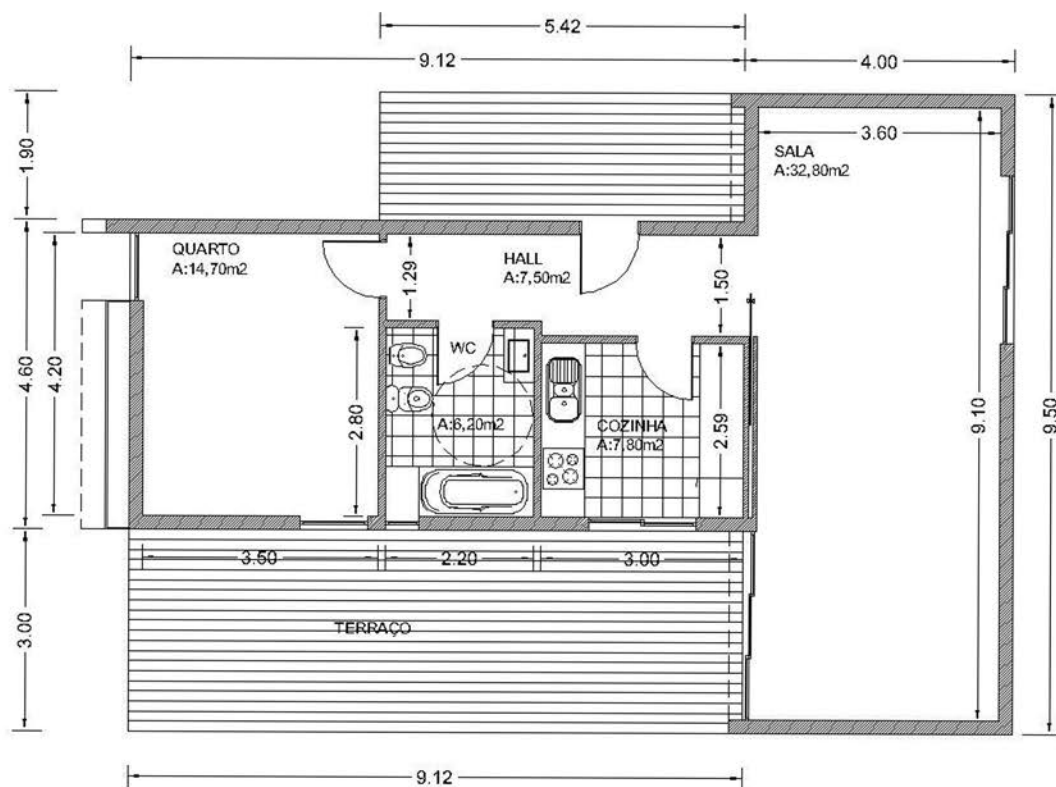 5.42
9.12
4.00
1.90
3.60
SALA
A:32,80m2
QUARTO
A:14,70m2
HALL
A:7,50m2
1.29
1.50
4.60
4.20
WC
2.80
A:6,20m2
COZINHA
A:7,80m2
2.59
9.10
9.50
3.50
2.20
3.00
3.00
TERRAÇO
9.12